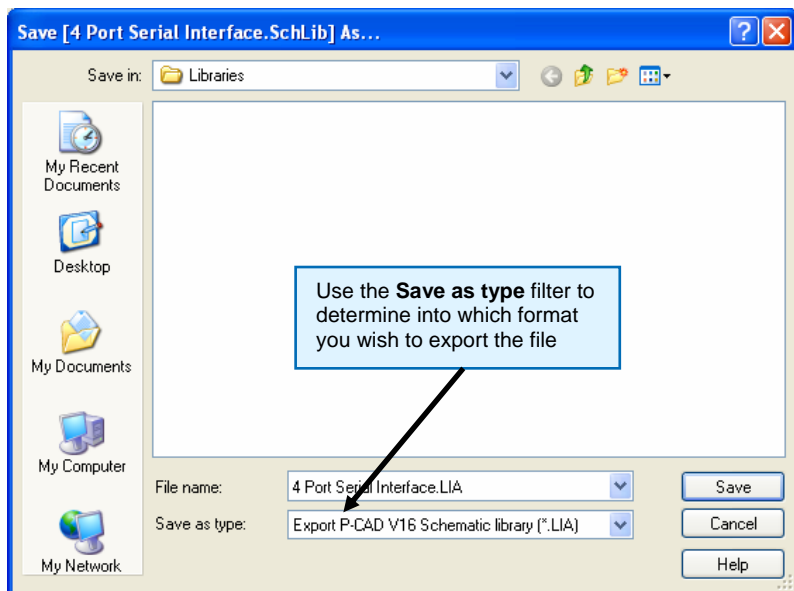 Save [4 Port Serial Interface.SchLib] As...
Save in:
Libraries
My Recent
Documents
Desktop
My Documents
My Computer
My Network
Use the Save as type filter to
determine into which format
you wish to export the file
File name:
4 Port Serial Interface.LIA
Save
Save as type:
Export P-CAD V16 Schematic library (*.LIA)
Cancel
Help